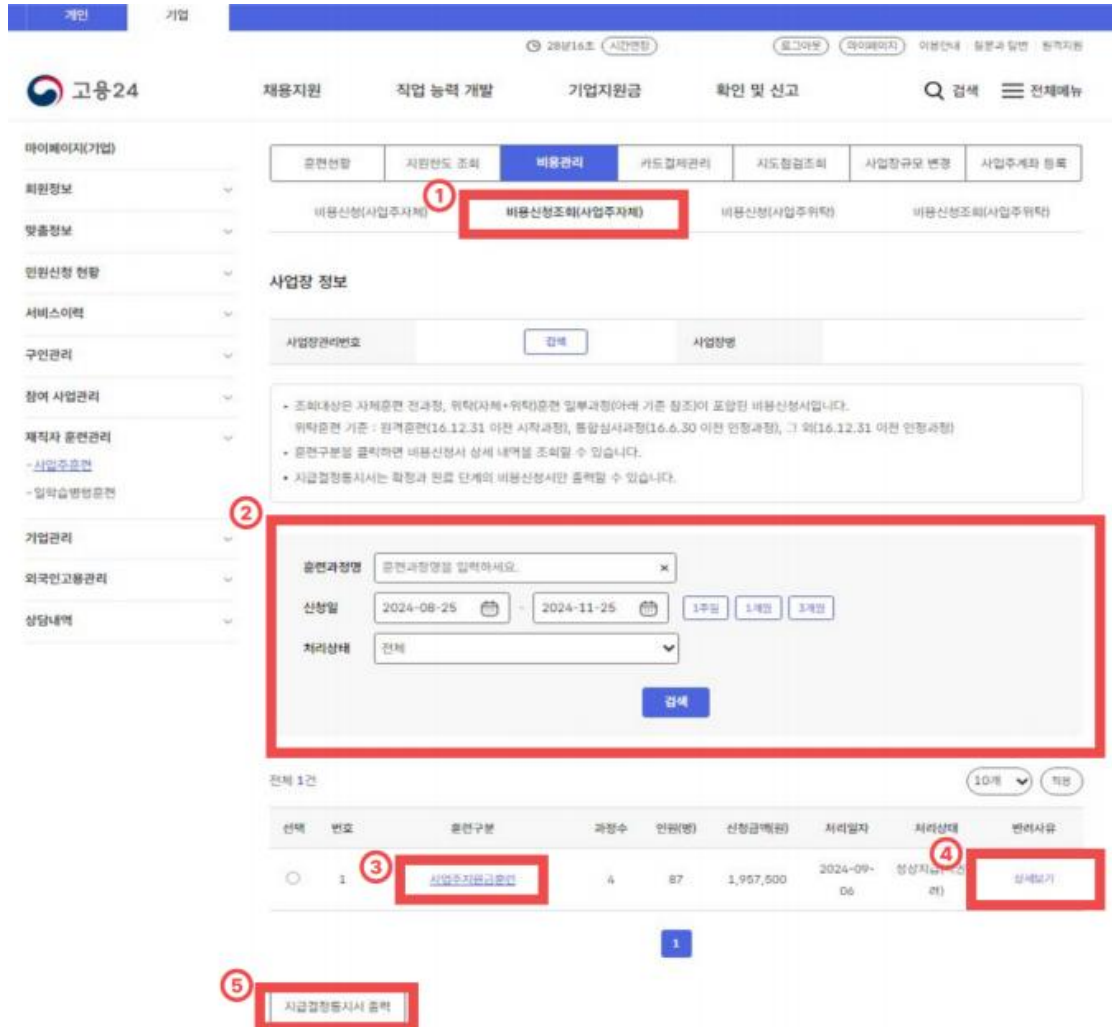 개인 기업
28분16초 시간연장 로그아웃 마이페이지 이용안내 질문과 답변 원격지원
고용24 채용지원 직업 능력 개발 기업지원금 확인 및 신고 검색 전체메뉴
마이페이지(기업)
회원정보
맞춤정보
민원신청 현황
서비스이력
구인관리
참여 사업관리
재직자 훈련관리
-사업주훈련
-일학습병행훈련
기업관리
외국인고용관리
상담내역
훈련현황 지원한도 조회 비용관리 카드결제관리 지도점검조회 사업장규모 변경 사업주계좌 등록
①
비용신청(사업주자체) 비용신청조회(사업주자체) 비용신청(사업주위탁) 비용신청조회(사업주위탁)
사업장 정보
사업장관리번호 검색 사업장명
• 조회대상은 자체훈련 전과정, 위탁(자체+위탁)훈련 일부과정(아래 기준 참조)이 포함된 비용신청서입니다.
위탁훈련 기준 : 원격훈련(16.12.31 이전 시작과정), 통합심사과정(16.6.30 이전 인정과정), 그 외(16.12.31 이전 인정과정)
• 훈련구분을 클릭하면 비용신청서 상세 내역을 조회할 수 있습니다.
• 지급결정통지서는 확정과 완료 단계의 비용신청서만 출력할 수 있습니다.
②
훈련과정명 훈련과정명을 입력하세요. ×
신청일 2024-08-25 - 2024-11-25 1주일 1개월 3개월
처리상태 전체
검색
전체 1건 10개 적용
선택 번호 훈련구분 과정수 인원(명) 신청금액(원) 처리일자 처리상태 반려사유
③ ④
1 사업주지원금훈련 4 87 1,957,500 2024-09-06 상세보기
1
⑤
지급결정통지서 출력